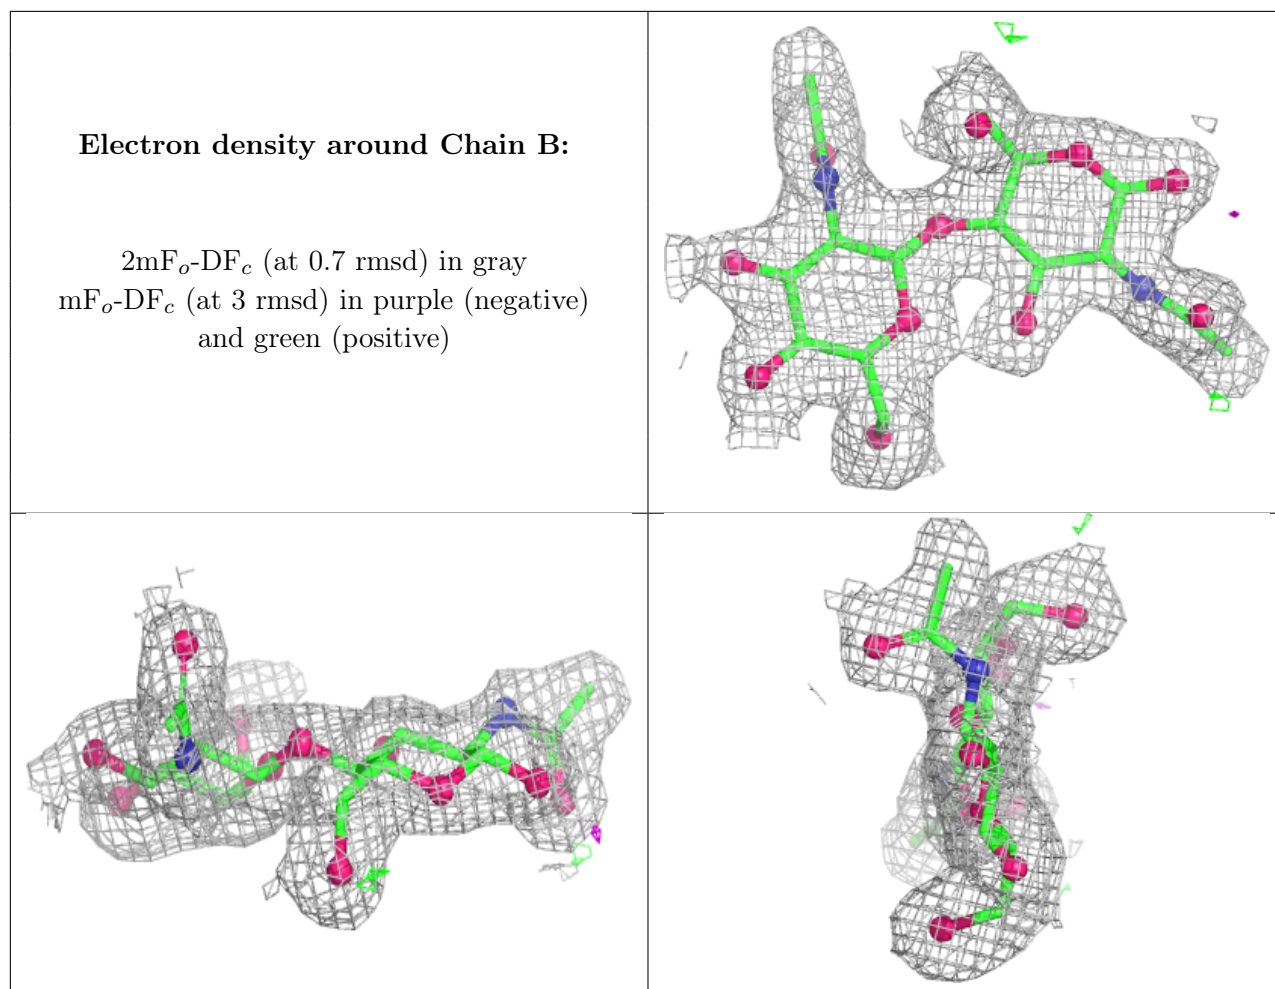 Electron density around Chain B:
2mFₒ-DF𝒸 (at 0.7 rmsd) in gray
mFₒ-DF𝒸 (at 3 rmsd) in purple (negative)
and green (positive)